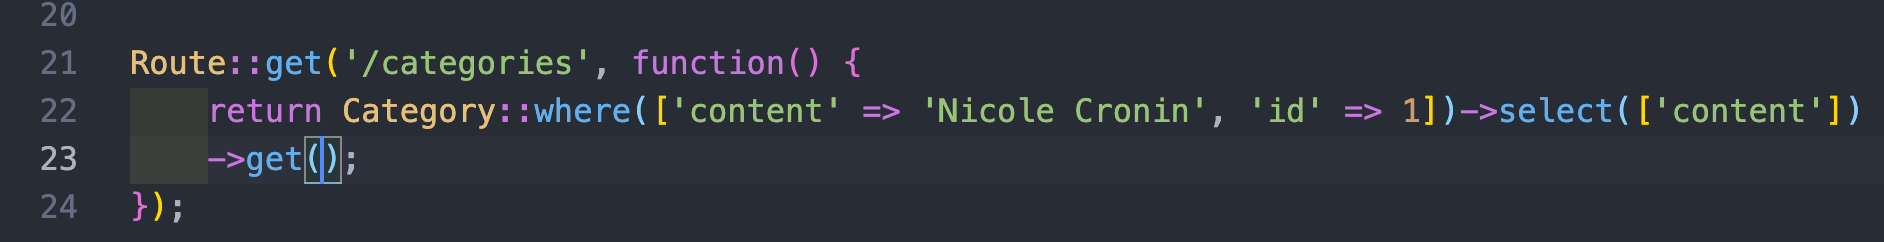 20
21 Route::get('/categories', function() {
22 return Category::where(['content' => 'Nicole Cronin', 'id' => 1])->select(['content'])
23 ->get();
24 });